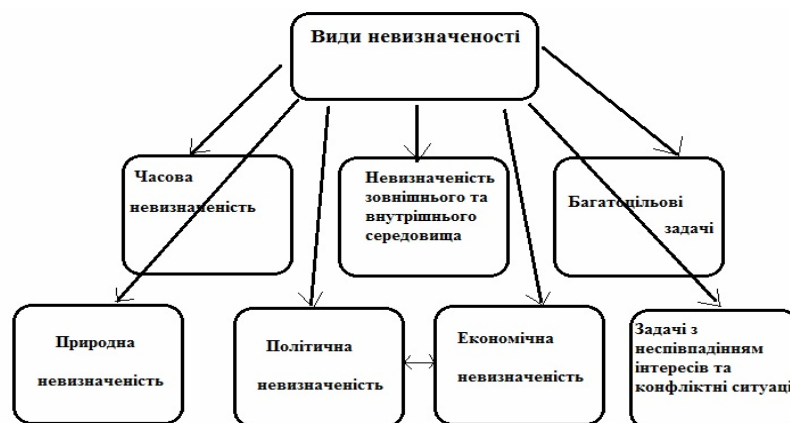 Види невизначеності
Часова
невизначеність
Невизначеність
зовнішнього та
внутрішнього
середовища
Багатоцільові
задачі
Природна
невизначеність
Політична
невизначеність
Економічна
невизначеність
Задачі з
неспівпадінням
інтересів та
конфліктні ситуації